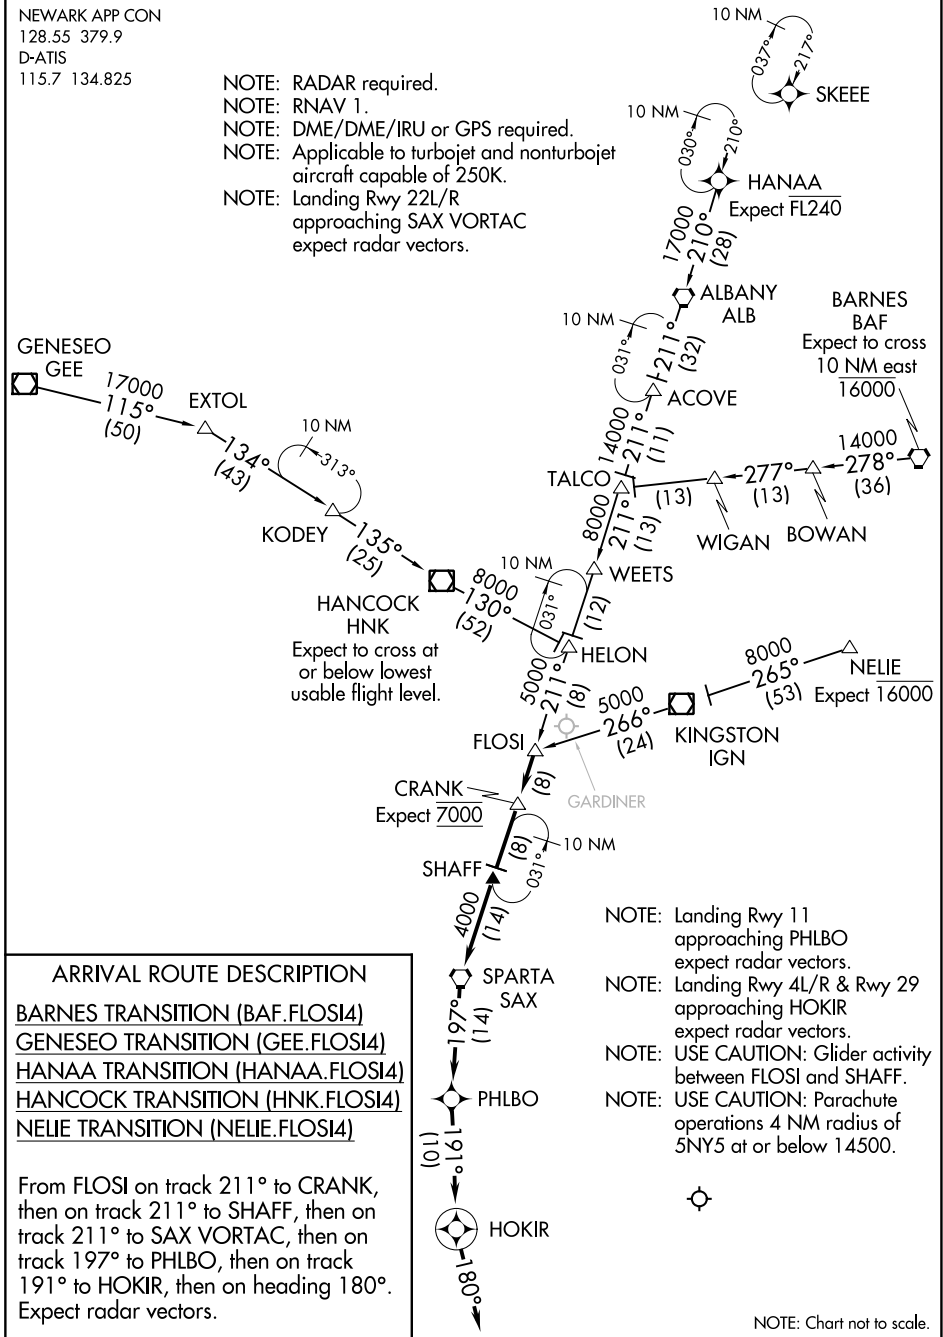 NEWARK APP CON
128.55 379.9
D-ATIS
115.7 134.825
NOTE: RADAR required.
NOTE: RNAV 1.
NOTE: DME/DME/IRU or GPS required.
NOTE: Applicable to turbojet and nonturbojet
aircraft capable of 250K.
NOTE: Landing Rwy 22L/R
approaching SAX VORTAC
expect radar vectors.
10 NM
037°
217°
SKEEE
10 NM
030°
210°
HANAA
Expect FL240
17000
210°
(28)
ALBANY
ALB
10 NM
031°
211°
(32)
ACOVE
BARNES
BAF
Expect to cross
10 NM east
16000
GENESEO
GEE
17000
115°
(50)
EXTOL
134°
(43)
10 NM
313°
KODEY
135°
(25)
14000
211°
(11)
TALCO
14000
278°
(36)
277°
(13)
(13)
WIGAN
BOWAN
8000
211°
(13)
WEETS
HANCOCK
HNK
Expect to cross at
or below lowest
usable flight level.
8000
130°
(52)
10 NM
031°
(12)
HELON
8000
265°
(53)
NELIE
Expect 16000
5000
211°
(8)
5000
266°
(24)
KINGSTON
IGN
FLOSI
GARDINER
(8)
CRANK
Expect 7000
(8)
10 NM
031°
SHAFF
4000
(14)
SPARTA
SAX
197°
(14)
PHLBO
191°
(10)
HOKIR
180°
NOTE: Landing Rwy 11
approaching PHLBO
expect radar vectors.
NOTE: Landing Rwy 4L/R & Rwy 29
approaching HOKIR
expect radar vectors.
NOTE: USE CAUTION: Glider activity
between FLOSI and SHAFF.
NOTE: USE CAUTION: Parachute
operations 4 NM radius of
5NY5 at or below 14500.
ARRIVAL ROUTE DESCRIPTION
BARNES TRANSITION (BAF.FLOSI4)
GENESEO TRANSITION (GEE.FLOSI4)
HANAA TRANSITION (HANAA.FLOSI4)
HANCOCK TRANSITION (HNK.FLOSI4)
NELIE TRANSITION (NELIE.FLOSI4)
From FLOSI on track 211° to CRANK,
then on track 211° to SHAFF, then on
track 211° to SAX VORTAC, then on
track 197° to PHLBO, then on track
191° to HOKIR, then on heading 180°.
Expect radar vectors.
NOTE: Chart not to scale.